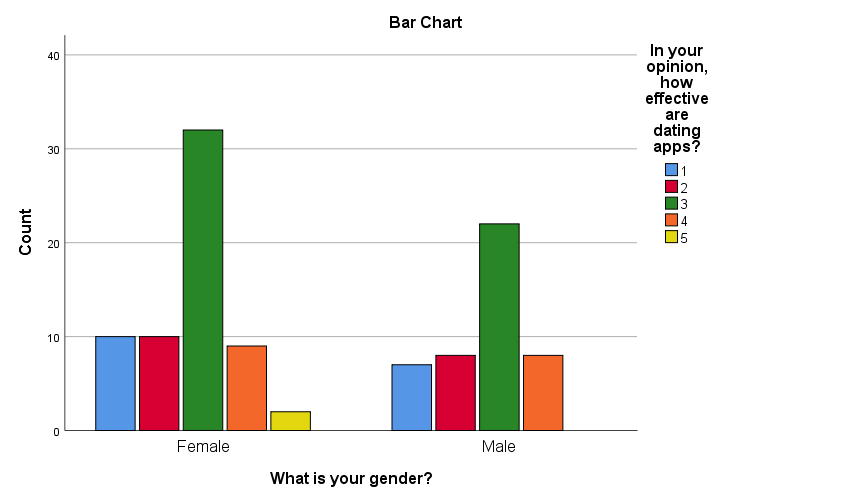 Bar Chart
40
30
20
10
0
Count
Female
Male
What is your gender?
In your
opinion,
how
effective
are
dating
apps?
1
2
3
4
5